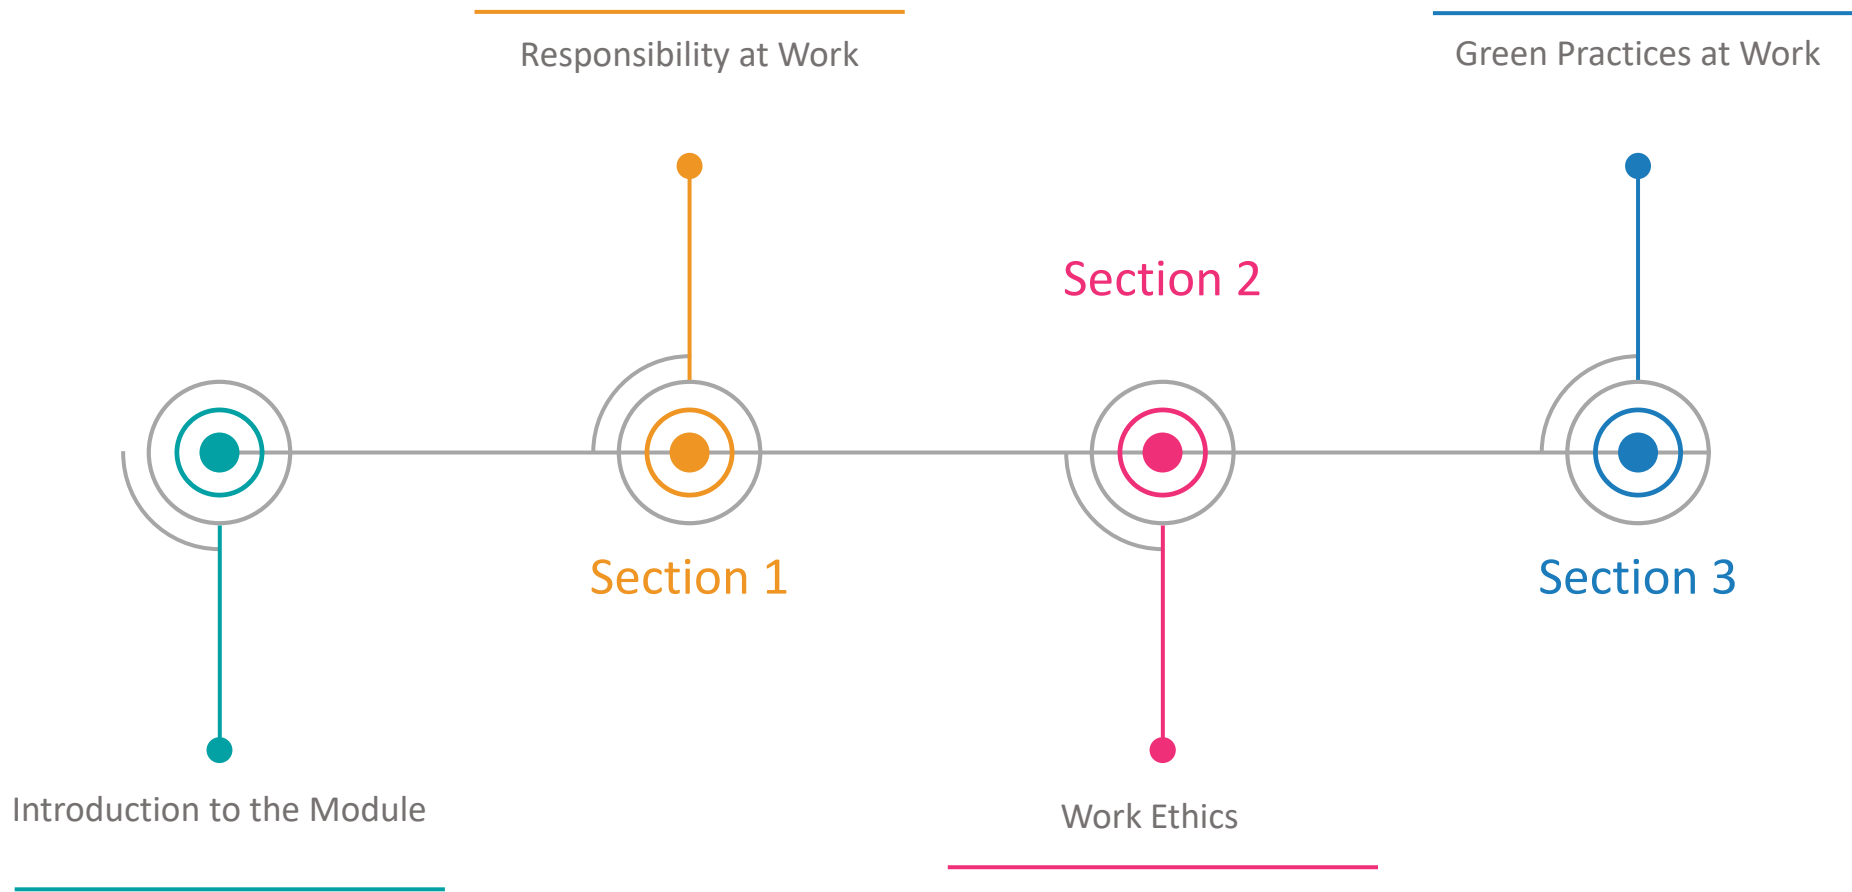 Responsibility at Work
Green Practices at Work
Section 2
Section 1
Section 3
Introduction to the Module
Work Ethics